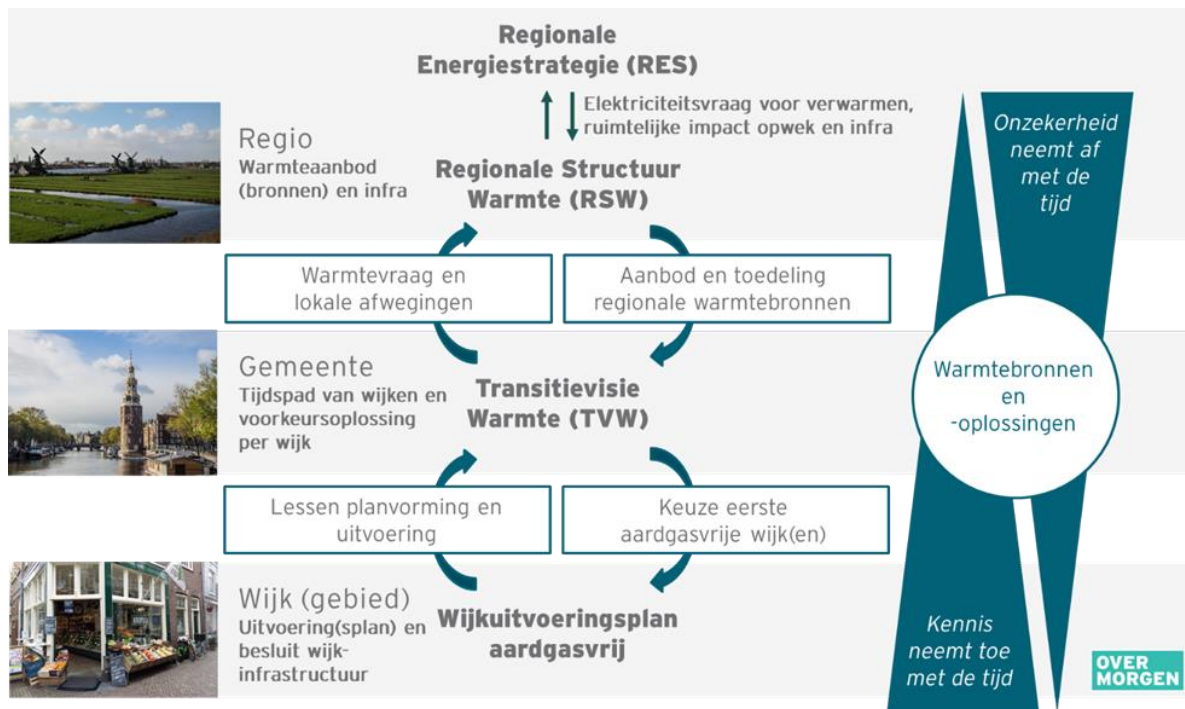 Regionale
Energiestrategie (RES)
Elektriciteitsvraag voor verwarmen,
ruimtelijke impact opwek en infra
Regio
Warmteaanbod
(bronnen) en infra
Regionale Structuur
Warmte (RSW)
Onzekerheid
neemt af
met de
tijd
Warmtevraag en
lokale afwegingen
Aanbod en toedeling
regionale warmtebronnen
Gemeente
Tijdspad van wijken en
voorkeursoplossing
per wijk
Transitievisie
Warmte (TVW)
Warmtebronnen
en
-oplossingen
Lessen planvorming en
uitvoering
Keuze eerste
aardgasvrije wijk(en)
Wijk (gebied)
Uitvoering(splan) en
besluit wijk-
infrastructuur
Wijkuitvoeringsplan
aardgasvrij
Kennis
neemt toe
met de tijd
OVER
MORGEN